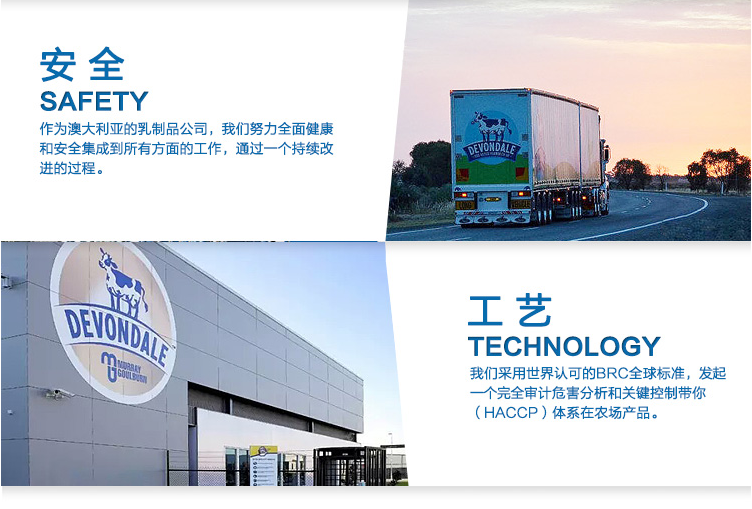 安全
SAFETY
作为澳大利亚的乳制品公司，我们努力全面健康
和安全集成到所有方面的工作，通过一个持续改
进的过程。
DEVONDALE
DEVONDALE
MURRAY
GOULBURN
工艺
TECHNOLOGY
我们采用世界认可的BRC全球标准，发起
一个完全审计危害分析和关键控制带你
（HACCP）体系在农场产品。